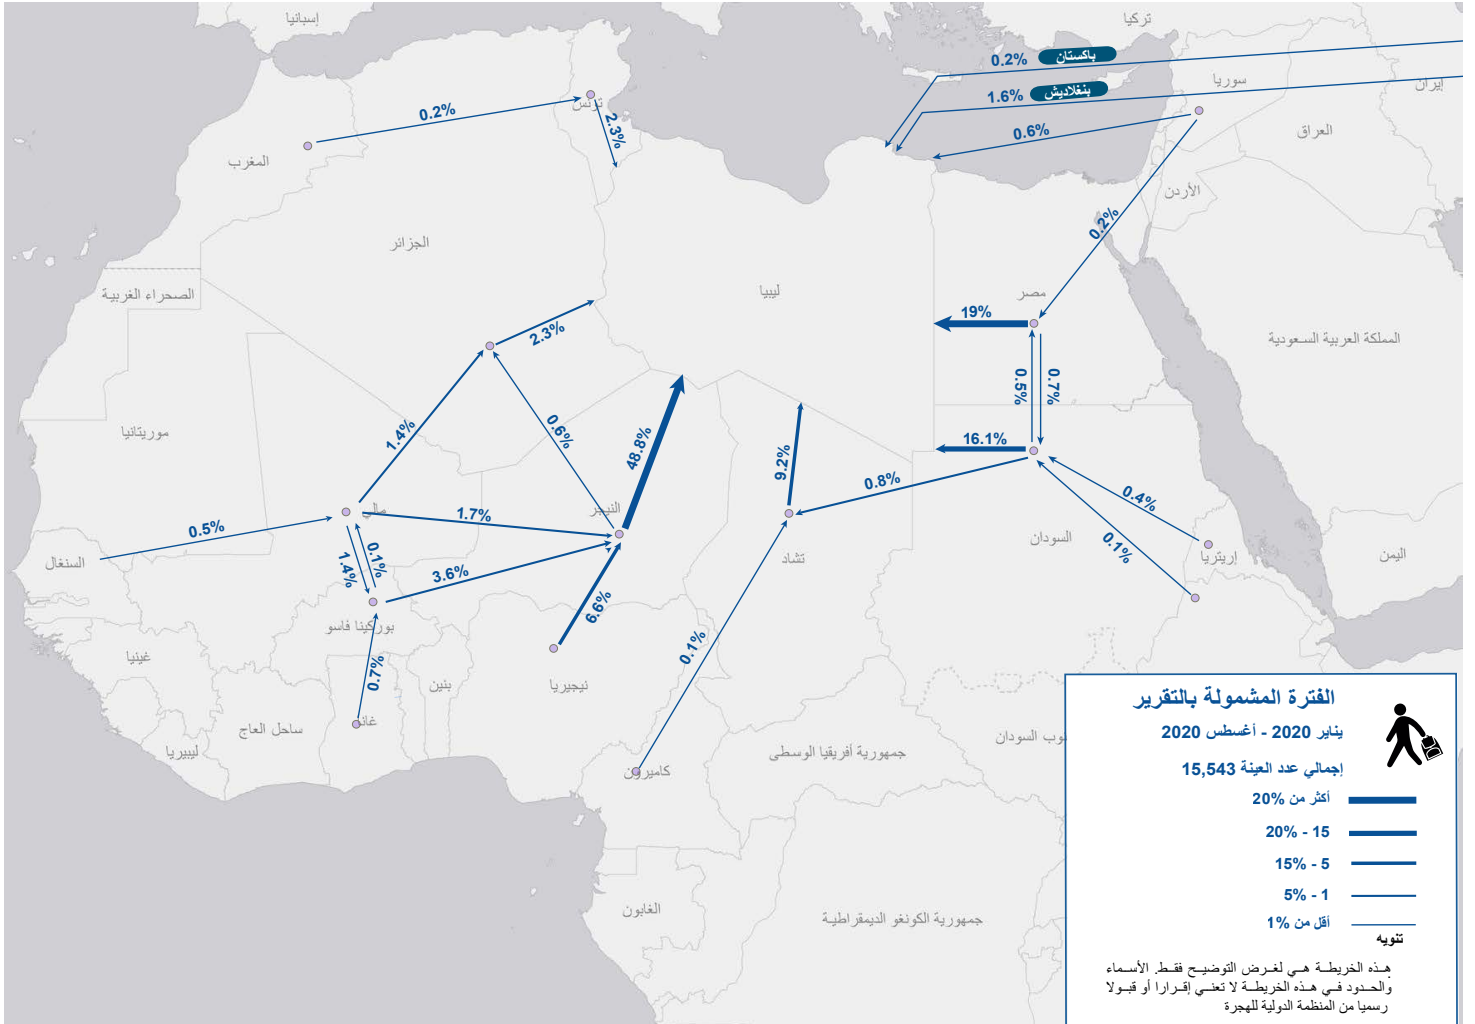 إسبانيا
تركيا
0.2%
باكستان
1.6%
بنغلاديش
سوريا
إيران
0.2%
تونس
2.3%
0.6%
العراق
المغرب
الأردن
الجزائر
0.2%
ليبيا
مصر
الصحراء الغربية
19%
2.3%
المملكة العربية السعودية
0.5%
0.7%
موريتانيا
1.4%
0.6%
48.8%
16.1%
9.2%
0.8%
0.4%
النيجر
مالي
1.7%
0.5%
السودان
0.1%
إريتريا
اليمن
تشاد
السنغال
1.4%
0.1%
3.6%
6.6%
بوركينا فاسو
0.1%
غينيا
0.7%
بنين
نيجيريا
غانا
ساحل العاج
ليبيريا
جمهورية أفريقيا الوسطى
وب السودان
كاميرون
الغابون
جمهورية الكونغو الديمقراطية
الفترة المشمولة بالتقرير
يناير 2020 - أغسطس 2020
إجمالي عدد العينة 15,543
أكثر من 20%
15 - 20%
5 - 15%
1 - 5%
أقل من 1%
تنويه
هذه الخريطة هي لغرض التوضيح فقط. الأسماء
والحدود في هذه الخريطة لا تعني إقرارا أو قبولا
رسميا من المنظمة الدولية للهجرة